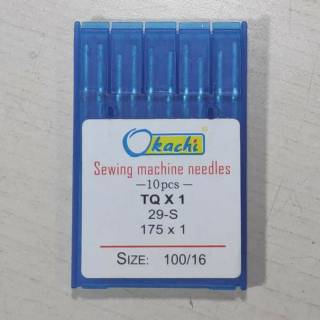 Okachi
Sewing machine needles
—10pcs—
TQ X 1
29-S
175 x 1
SIZE: 100/16